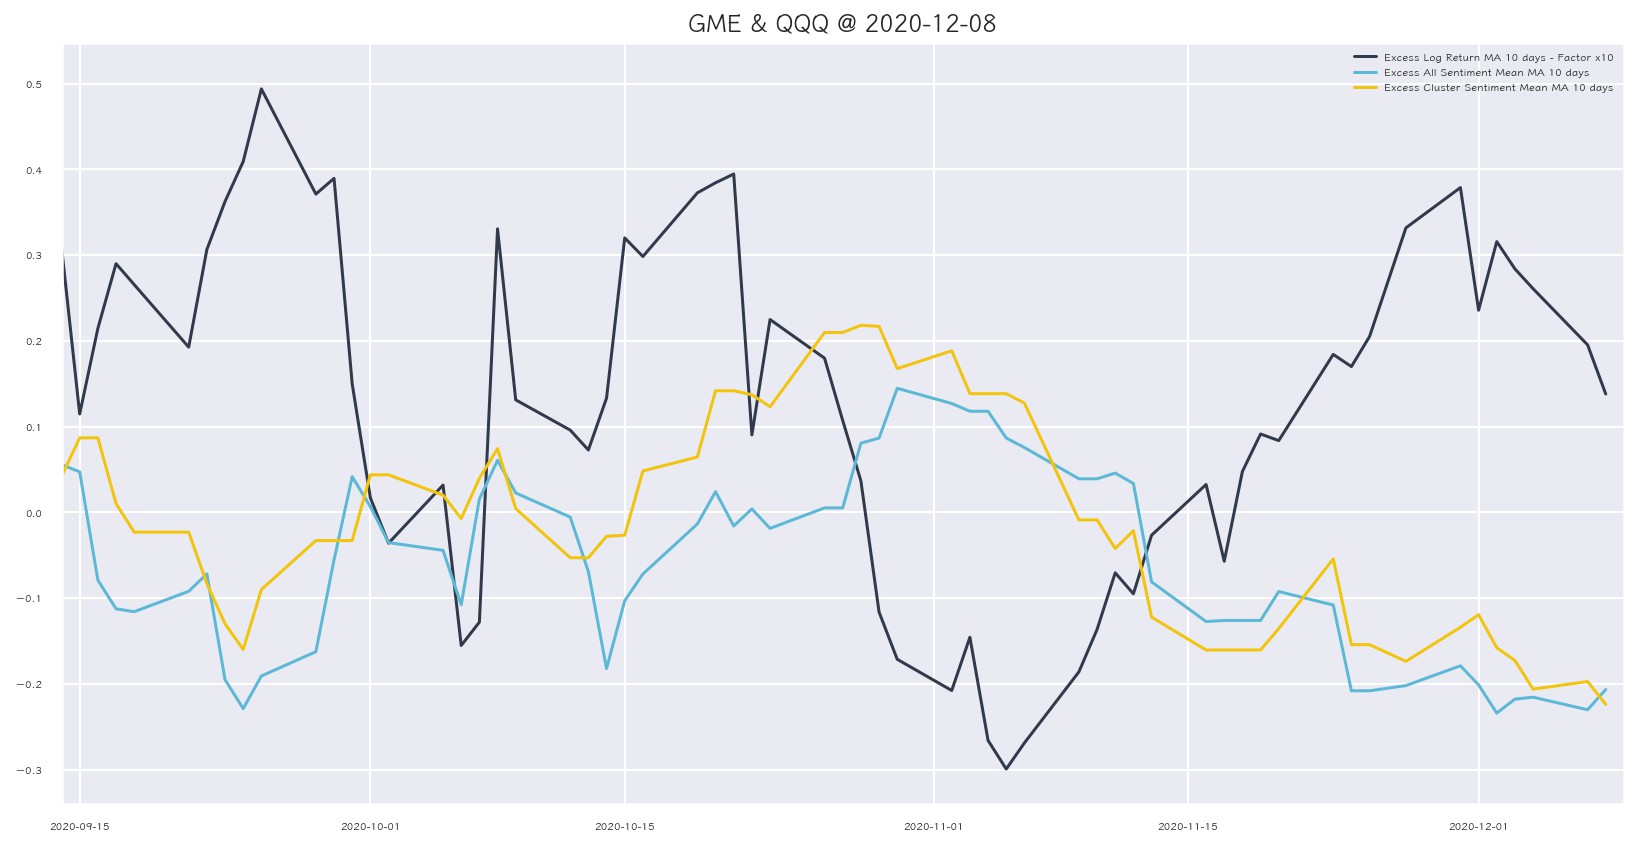 GME & QQQ @ 2020-12-08
Excess Log Return MA 10 days - Factor x10
Excess All Sentiment Mean MA 10 days
Excess Cluster Sentiment Mean MA 10 days
0.5
0.4
0.3
0.2
0.1
0.0
−0.1
−0.2
−0.3
2020-09-15 2020-10-01 2020-10-15 2020-11-01 2020-11-15 2020-12-01